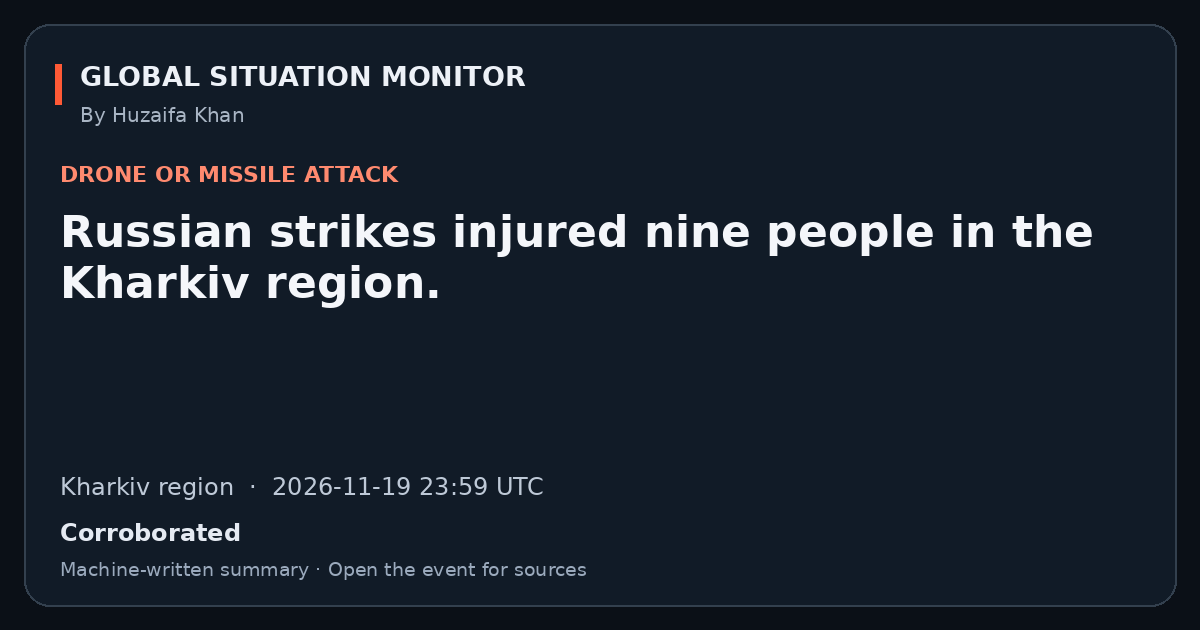 GLOBAL SITUATION MONITOR
By Huzaifa Khan
DRONE OR MISSILE ATTACK
Russian strikes injured nine people in the
Kharkiv region.
Kharkiv region · 2026-11-19 23:59 UTC
Corroborated
Machine-written summary · Open the event for sources